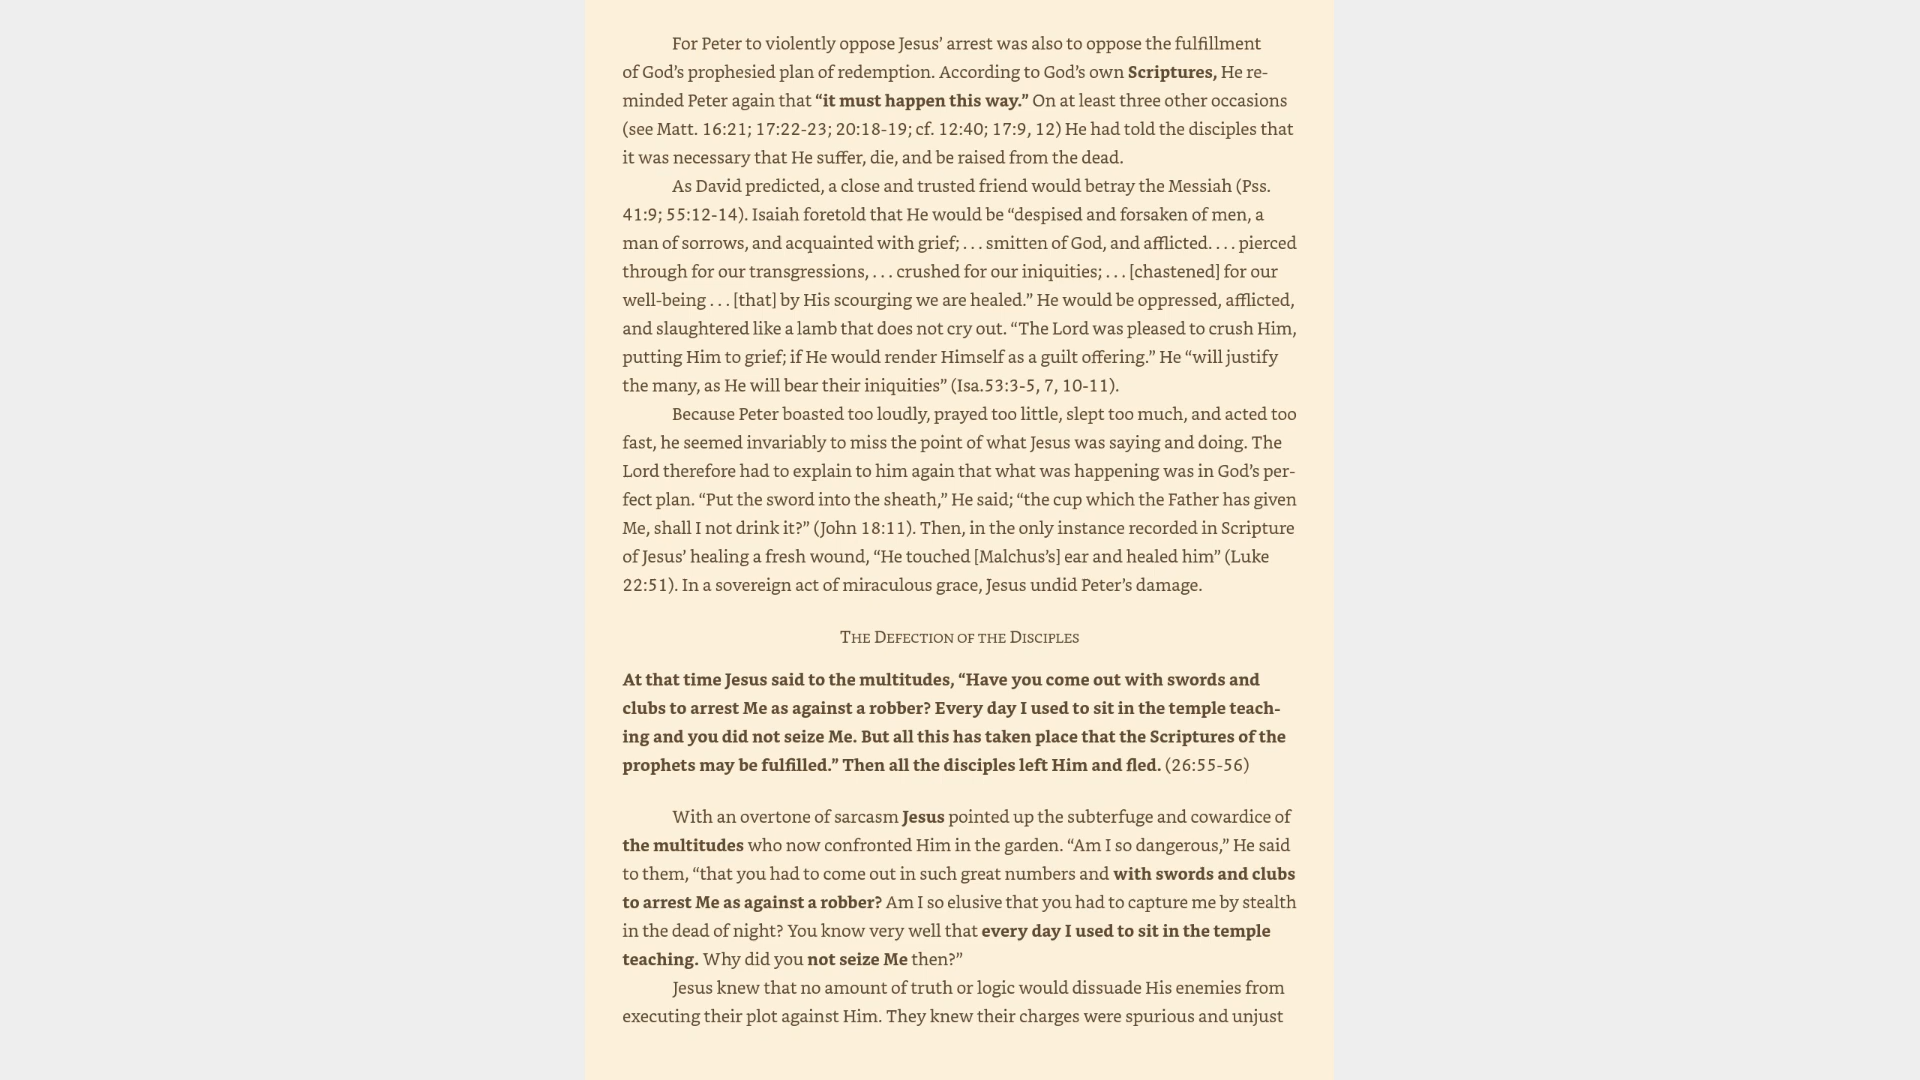 For Peter to violently oppose Jesus’ arrest was also to oppose the fulfillment
of God’s prophesied plan of redemption. According to God’s own Scriptures, He re-
minded Peter again that “it must happen this way.” On at least three other occasions
(see Matt. 16:21; 17:22-23; 20:18-19; cf. 12:40; 17:9, 12) He had told the disciples that
it was necessary that He suffer, die, and be raised from the dead.
As David predicted, a close and trusted friend would betray the Messiah (Pss.
41:9; 55:12-14). Isaiah foretold that He would be “despised and forsaken of men, a
man of sorrows, and acquainted with grief; . . . smitten of God, and afflicted. . . . pierced
through for our transgressions, . . . crushed for our iniquities; . . . [chastened] for our
well-being . . . [that] by His scourging we are healed.” He would be oppressed, afflicted,
and slaughtered like a lamb that does not cry out. “The Lord was pleased to crush Him,
putting Him to grief; if He would render Himself as a guilt offering.” He “will justify
the many, as He will bear their iniquities” (Isa.53:3-5, 7, 10-11).
Because Peter boasted too loudly, prayed too little, slept too much, and acted too
fast, he seemed invariably to miss the point of what Jesus was saying and doing. The
Lord therefore had to explain to him again that what was happening was in God’s per-
fect plan. “Put the sword into the sheath,” He said; “the cup which the Father has given
Me, shall I not drink it?” (John 18:11). Then, in the only instance recorded in Scripture
of Jesus’ healing a fresh wound, “He touched [Malchus’s] ear and healed him” (Luke
22:51). In a sovereign act of miraculous grace, Jesus undid Peter’s damage.
The Defection of the Disciples
At that time Jesus said to the multitudes, “Have you come out with swords and
clubs to arrest Me as against a robber? Every day I used to sit in the temple teach-
ing and you did not seize Me. But all this has taken place that the Scriptures of the
prophets may be fulfilled.” Then all the disciples left Him and fled. (26:55-56)
With an overtone of sarcasm Jesus pointed up the subterfuge and cowardice of
the multitudes who now confronted Him in the garden. “Am I so dangerous,” He said
to them, “that you had to come out in such great numbers and with swords and clubs
to arrest Me as against a robber? Am I so elusive that you had to capture me by stealth
in the dead of night? You know very well that every day I used to sit in the temple
teaching. Why did you not seize Me then?”
Jesus knew that no amount of truth or logic would dissuade His enemies from
executing their plot against Him. They knew their charges were spurious and unjust